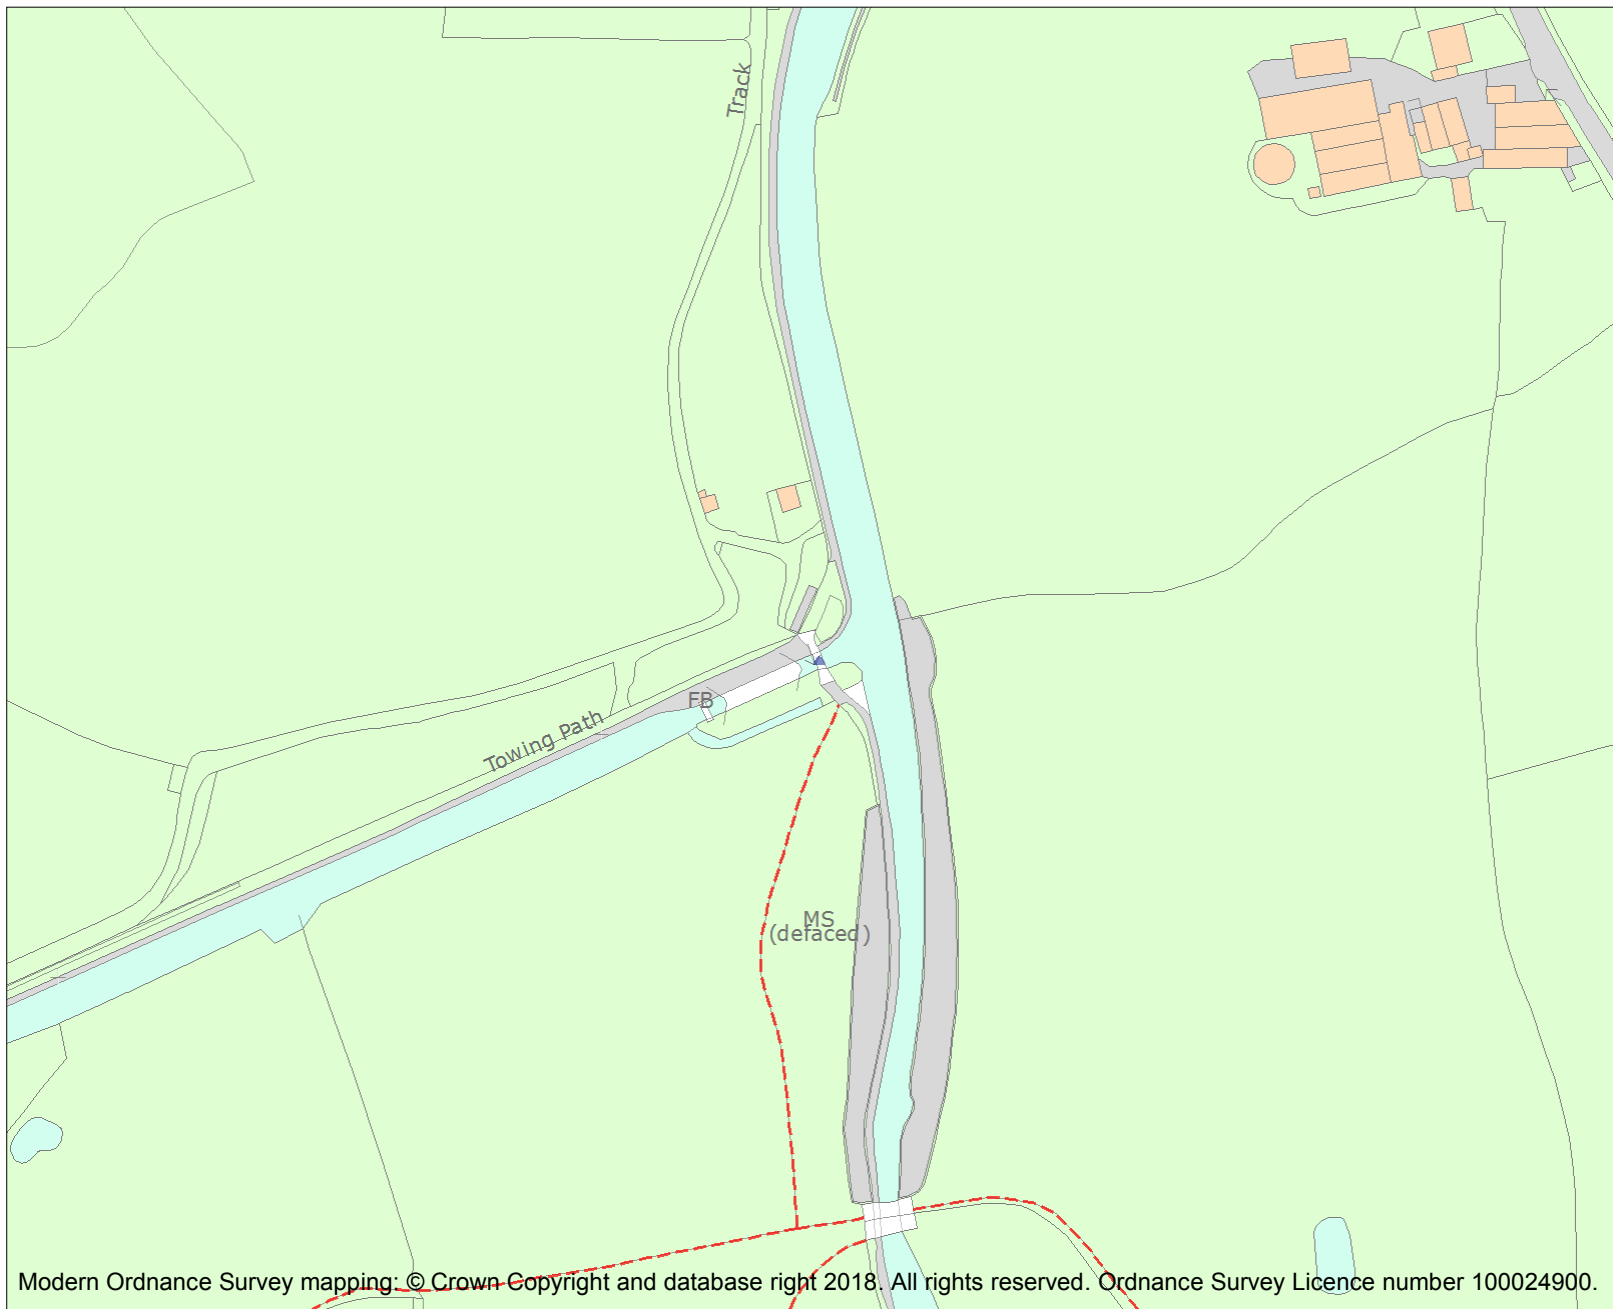 Track
FB
Towing Path
MS
(defaced)
Modern Ordnance Survey mapping: © Crown Copyright and database right 2018. All rights reserved. Ordnance Survey Licence number 100024900.